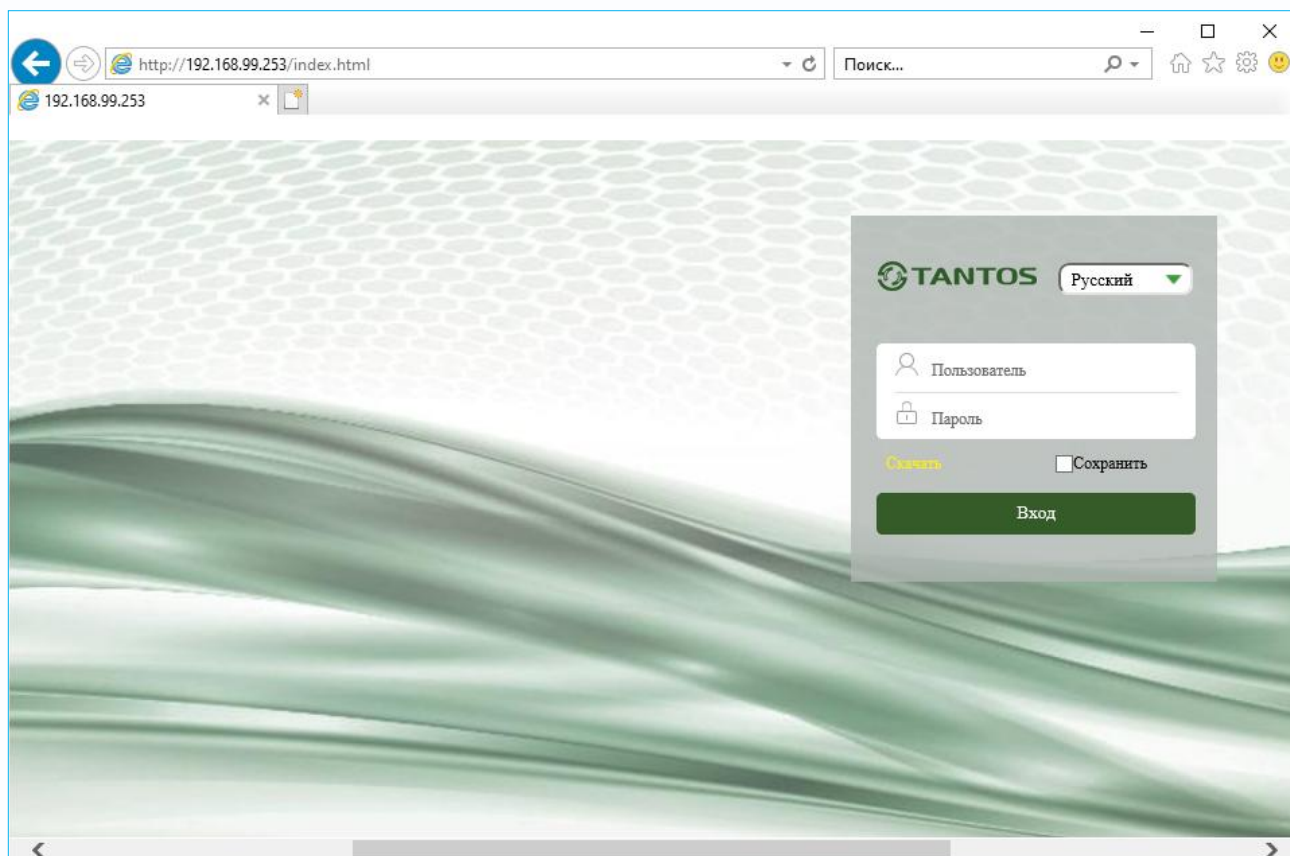 http://192.168.99.253/index.html
Поиск...
192.168.99.253
TANTOS
Русский
Пользователь
Пароль
Скачать
Сохранить
Вход